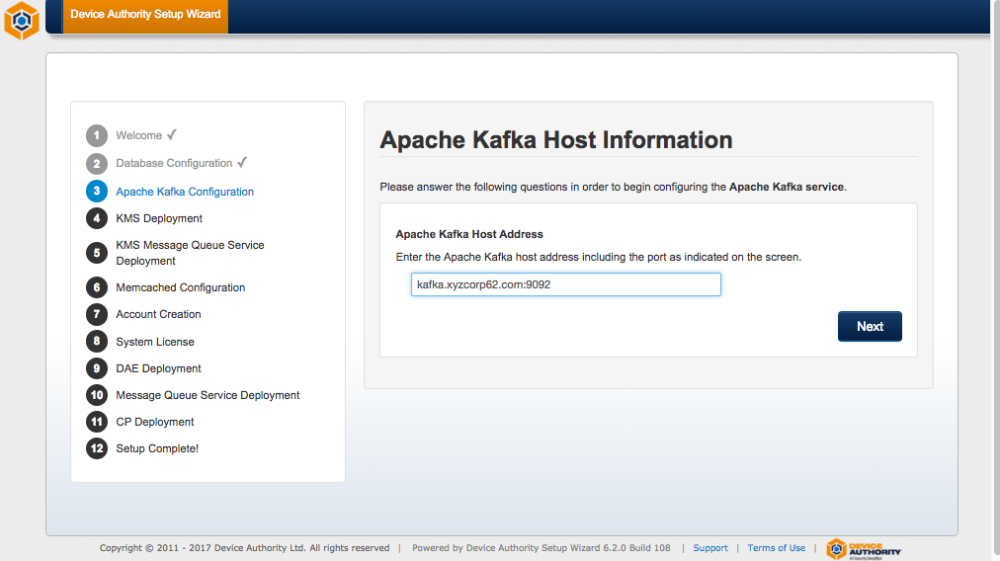 Device Authority Setup Wizard
1 Welcome ✓
2 Database Configuration ✓
3 Apache Kafka Configuration
4 KMS Deployment
5 KMS Message Queue Service
Deployment
6 Memcached Configuration
7 Account Creation
8 System License
9 DAE Deployment
10 Message Queue Service Deployment
11 CP Deployment
12 Setup Complete!
Apache Kafka Host Information
Please answer the following questions in order to begin configuring the Apache Kafka service.
Apache Kafka Host Address
Enter the Apache Kafka host address including the port as indicated on the screen.
kafka.xyzcorp62.com:9092
Next
Copyright © 2011 - 2017 Device Authority Ltd. All rights reserved | Powered by Device Authority Setup Wizard 6.2.0 Build 108 | Support | Terms of Use |
DEVICE
AUTHORITY